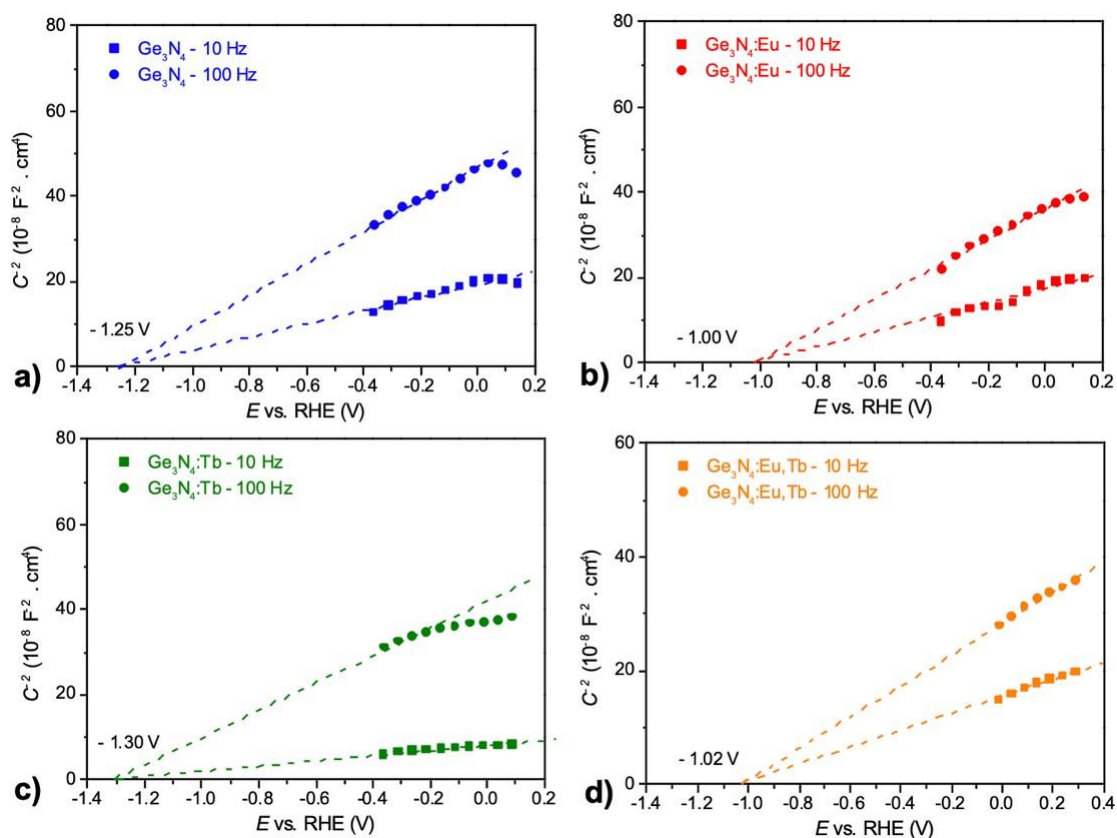 80
60
40
20
0
C⁻² (10⁻⁸ F⁻² . cm⁴)
Ge₃N₄ - 10 Hz
Ge₃N₄ - 100 Hz
- 1.25 V
a)
-1.4 -1.2 -1.0 -0.8 -0.6 -0.4 -0.2 0.0 0.2
E vs. RHE (V)
80
60
40
20
0
C⁻² (10⁻⁸ F⁻² . cm⁴)
Ge₃N₄:Eu - 10 Hz
Ge₃N₄:Eu - 100 Hz
- 1.00 V
b)
-1.4 -1.2 -1.0 -0.8 -0.6 -0.4 -0.2 0.0 0.2
E vs. RHE (V)
80
60
40
20
0
C⁻² (10⁻⁸ F⁻² . cm⁴)
Ge₃N₄:Tb - 10 Hz
Ge₃N₄:Tb - 100 Hz
- 1.30 V
c)
-1.4 -1.2 -1.0 -0.8 -0.6 -0.4 -0.2 0.0 0.2
E vs. RHE (V)
60
40
20
0
C⁻² (10⁻⁸ F⁻² . cm⁴)
Ge₃N₄:Eu,Tb - 10 Hz
Ge₃N₄:Eu,Tb - 100 Hz
- 1.02 V
d)
-1.4 -1.2 -1.0 -0.8 -0.6 -0.4 -0.2 0.0 0.2 0.4
E vs. RHE (V)